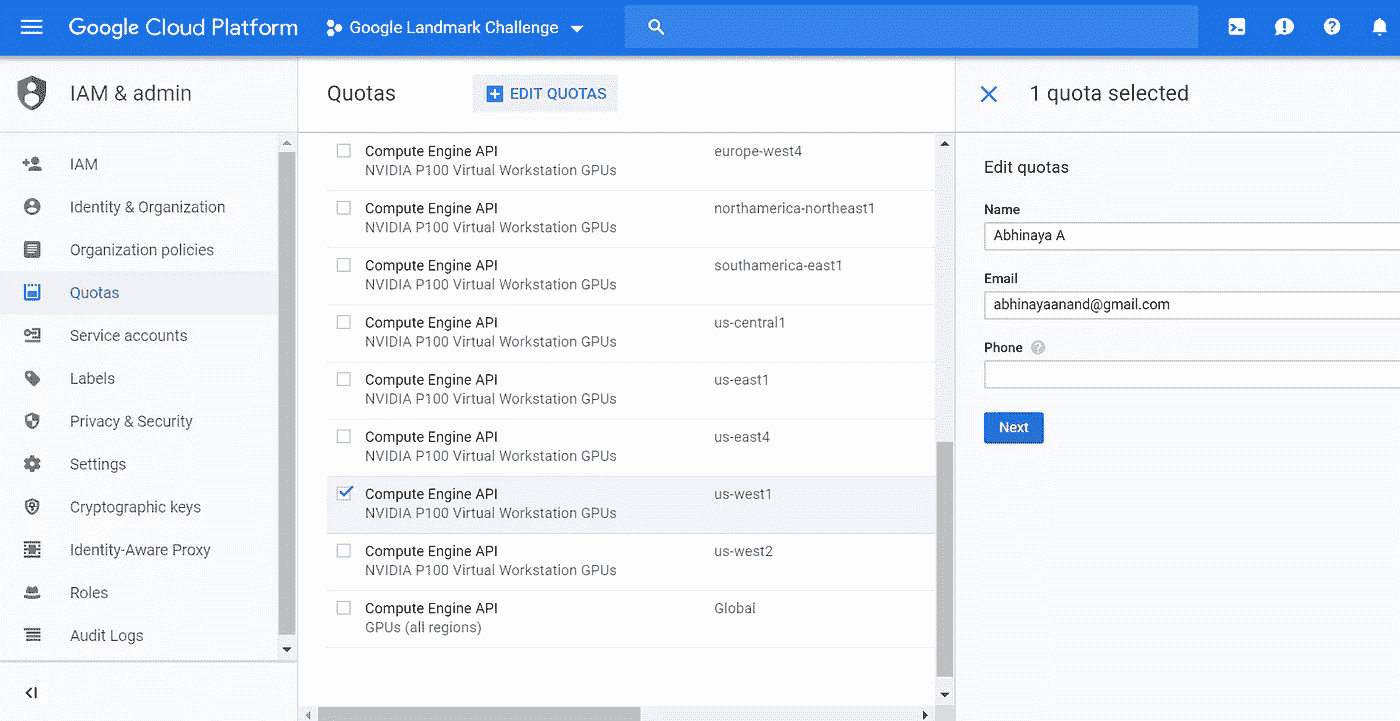 Google Cloud Platform
Google Landmark Challenge
IAM & admin
IAM
Identity & Organization
Organization policies
Quotas
Service accounts
Labels
Privacy & Security
Settings
Cryptographic keys
Identity-Aware Proxy
Roles
Audit Logs
Quotas
EDIT QUOTAS
Compute Engine API europe-west4
NVIDIA P100 Virtual Workstation GPUs
Compute Engine API northamerica-northeast1
NVIDIA P100 Virtual Workstation GPUs
Compute Engine API southamerica-east1
NVIDIA P100 Virtual Workstation GPUs
Compute Engine API us-central1
NVIDIA P100 Virtual Workstation GPUs
Compute Engine API us-east1
NVIDIA P100 Virtual Workstation GPUs
Compute Engine API us-east4
NVIDIA P100 Virtual Workstation GPUs
Compute Engine API us-west1
NVIDIA P100 Virtual Workstation GPUs
Compute Engine API us-west2
NVIDIA P100 Virtual Workstation GPUs
Compute Engine API Global
GPUs (all regions)
1 quota selected
Edit quotas
Name
Abhinaya A
Email
abhinayaanand@gmail.com
Phone ?
Next